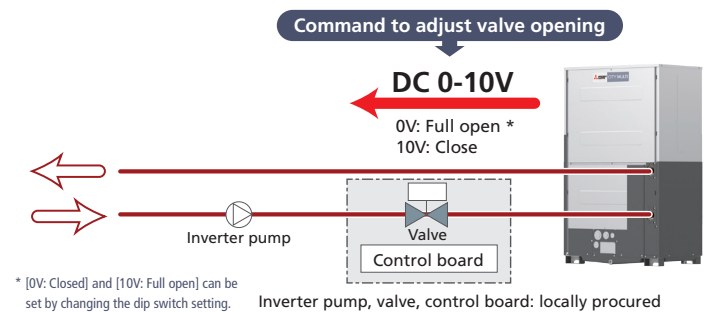 Command to adjust valve opening
DC 0-10V
0V: Full open *
10V: Close
CITY MULTI
Inverter pump
Valve
Control board
* [0V: Closed] and [10V: Full open] can be
set by changing the dip switch setting.
Inverter pump, valve, control board: locally procured